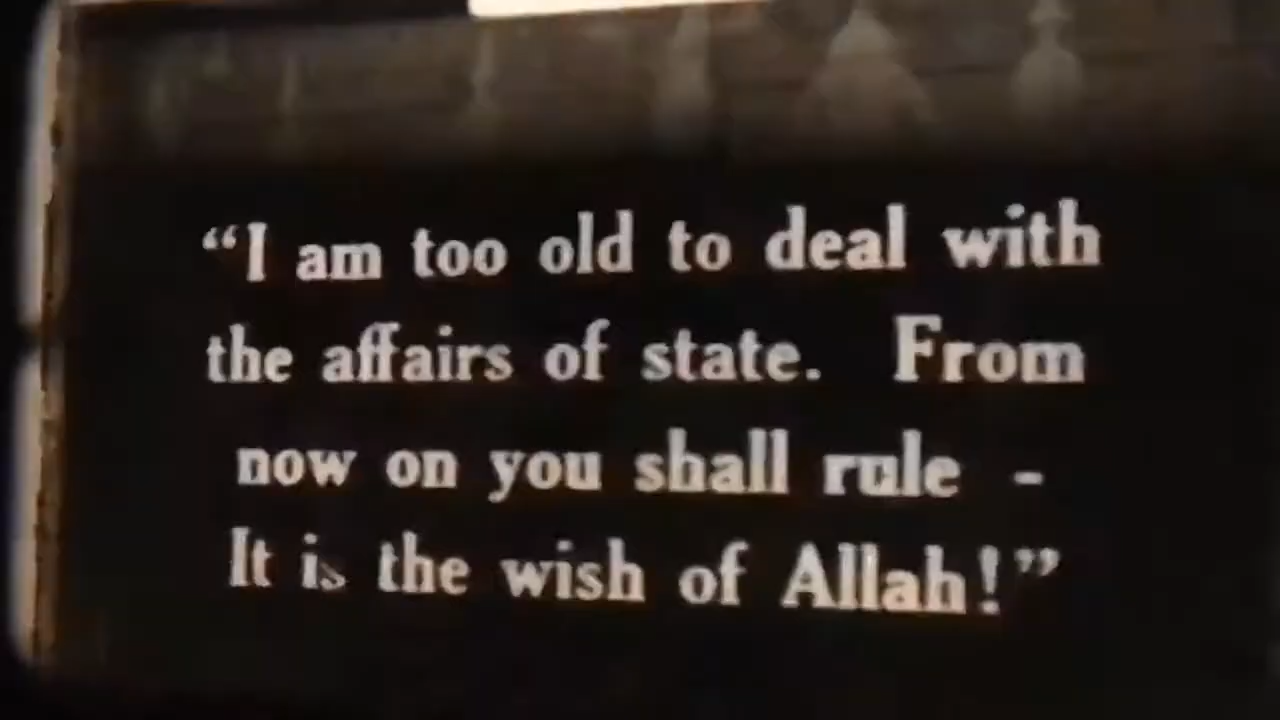 “I am too old to deal with
the affairs of state. From
now on you shall rule -
It is the wish of Allah!”